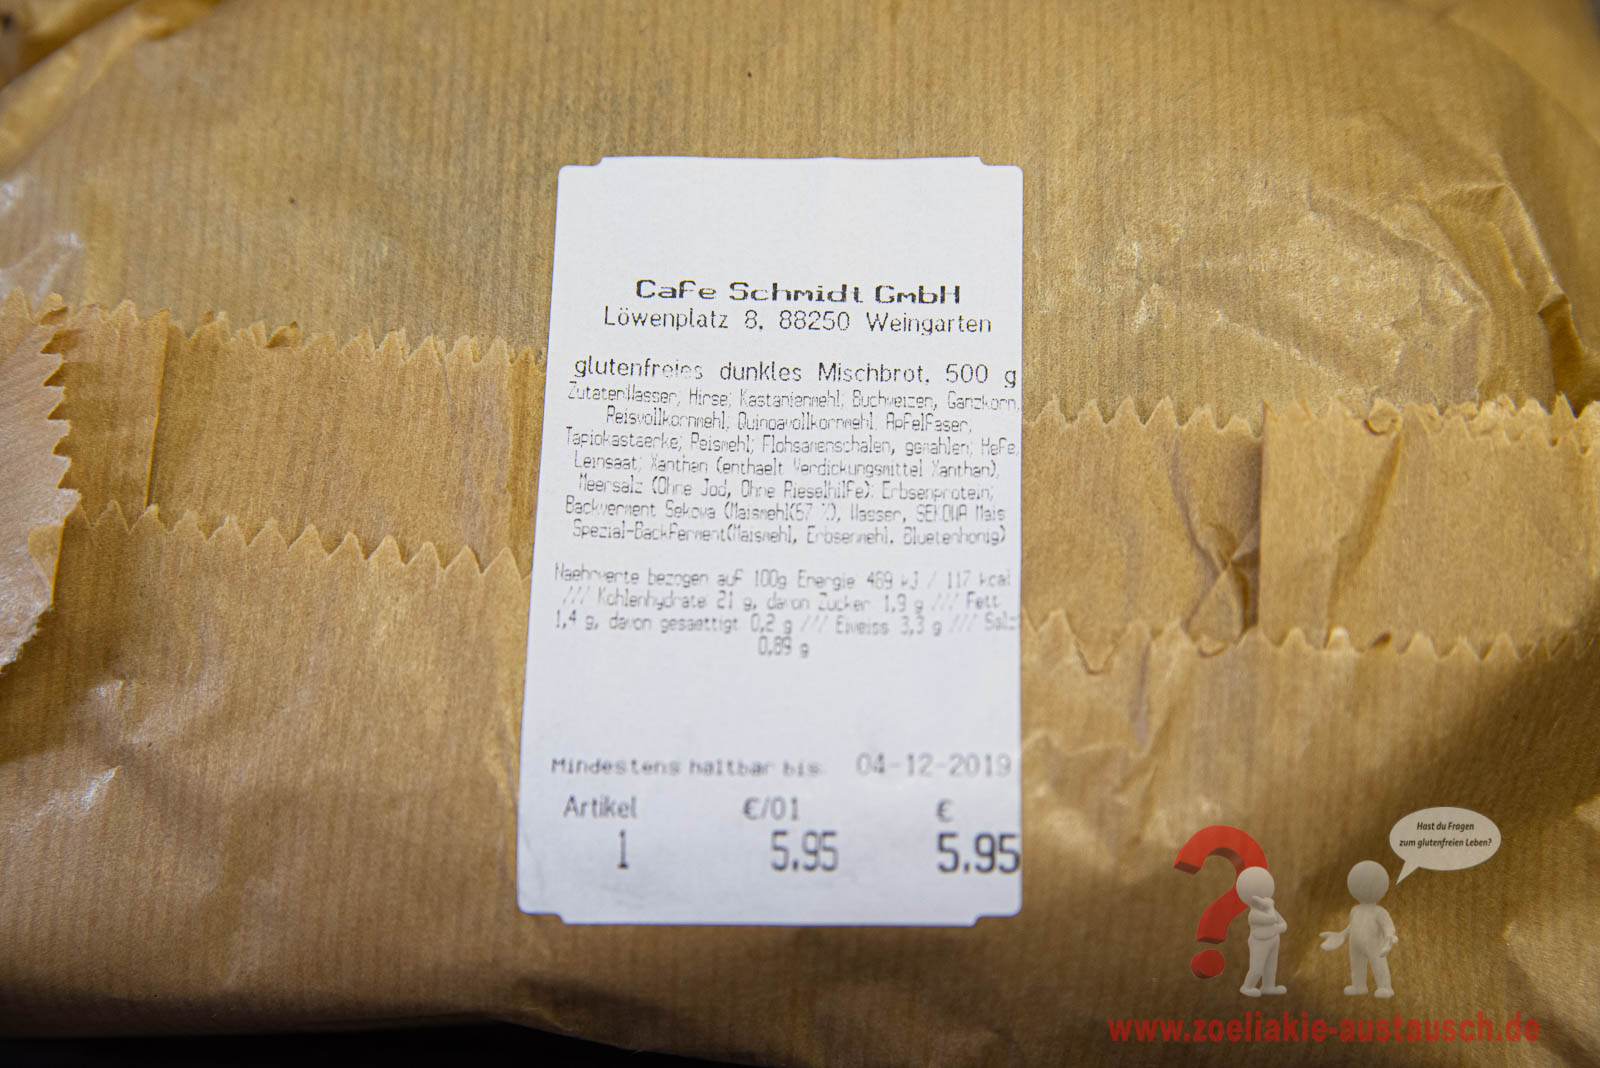 Cafe Schmidt GmbH
Löwenplatz 8, 88250 Weingarten
glutenfreies dunkles Mischbrot, 500 g
Zutaten:Wasser, Hirse, Kastanienmehl, Buchweizen, Ganzkorn,
Reisvollkornmehl, Quinoavollkornmehl, Apfelfaser,
Tapiokastaerke, Reismehl, Flohsamenschalen, gemahlen, Hefe,
Leinsaat, Xanthan (enthaelt Verdickungsmittel Xanthan),
Meersalz (Ohne Jod, Ohne Rieselhilfe), Erbsenprotein,
Backferment Sekowa (Maismehl(67 %), Wasser, SEKOWA Mais
Spezial-Backferment(Maismehl, Erbsenmehl, Bluetenhonig)
Naehrwerte bezogen auf 100g Energie 489 kJ / 117 kcal
/// Kohlenhydrate 21 g, davon Zucker 1,9 g /// Fett
1,4 g, davon gesaettigt 0,2 g /// Eiweiss 3,3 g /// Salz
0,89 g
Mindestens haltbar bis: 04-12-2019
Artikel €/01 €
1 5.95 5.95
Hast du Fragen
zum glutenfreien Leben?
www.zoeliakie-austausch.de